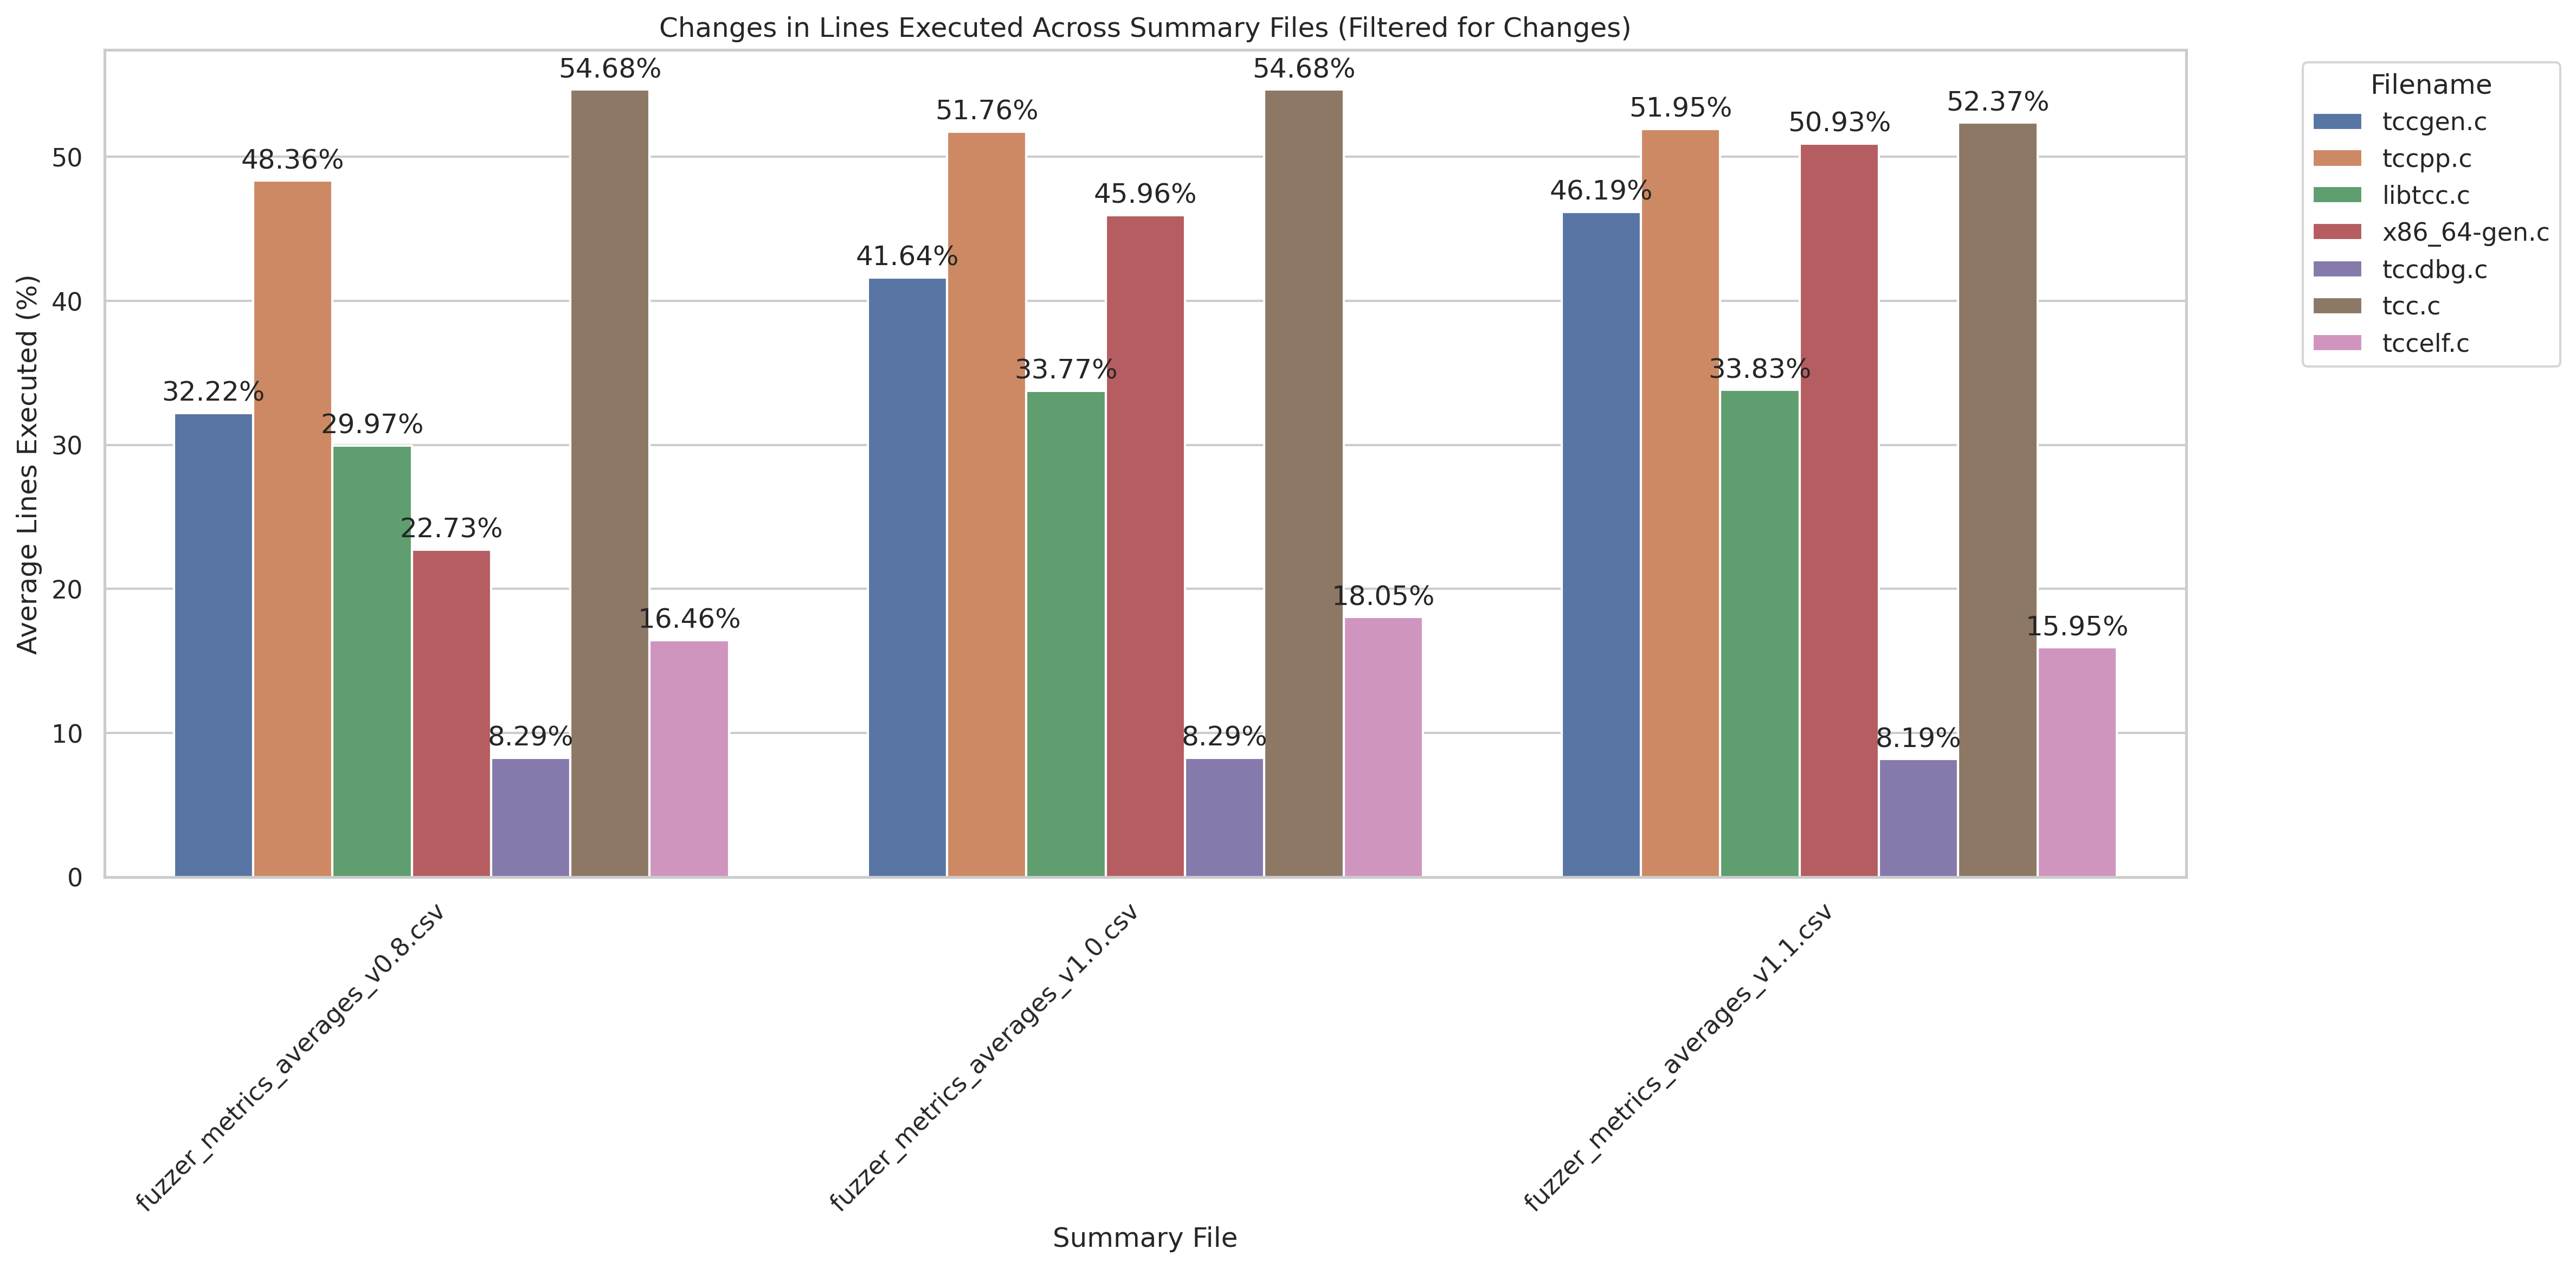 Changes in Lines Executed Across Summary Files (Filtered for Changes)
Average Lines Executed (%)
50
40
30
20
10
0
32.22%
48.36%
29.97%
22.73%
8.29%
54.68%
16.46%
41.64%
51.76%
33.77%
45.96%
8.29%
54.68%
18.05%
46.19%
51.95%
33.83%
50.93%
8.19%
52.37%
15.95%
fuzzer_metrics_averages_v0.8.csv
fuzzer_metrics_averages_v1.0.csv
fuzzer_metrics_averages_v1.1.csv
Summary File
Filename
tccgen.c
tccpp.c
libtcc.c
x86_64-gen.c
tccdbg.c
tcc.c
tccelf.c